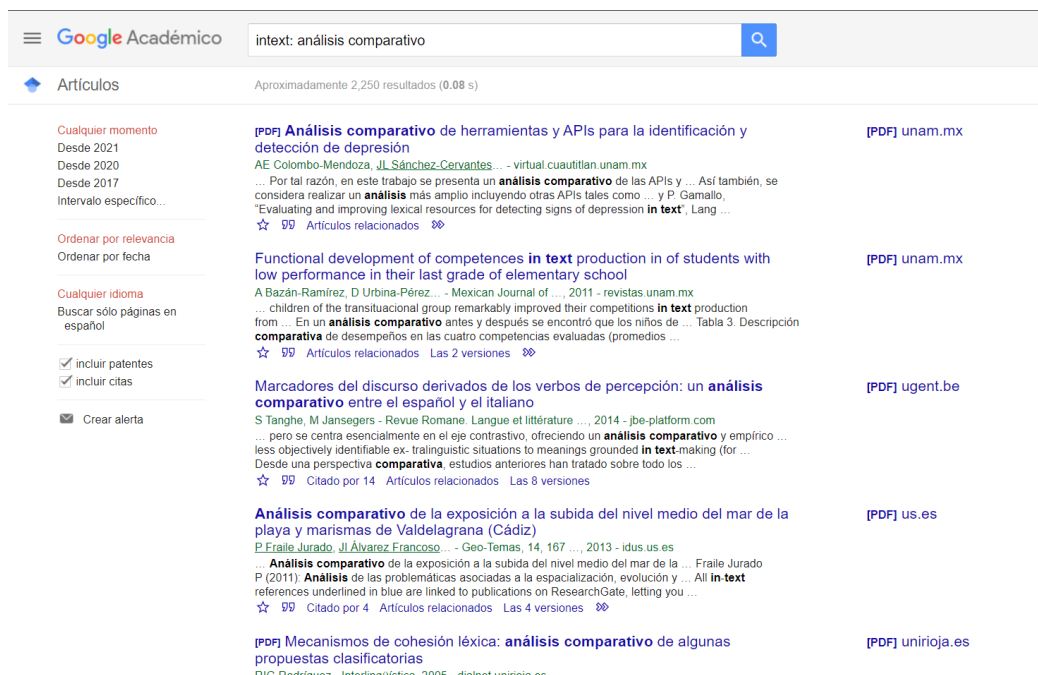 Google Académico
intext: análisis comparativo
Artículos
Aproximadamente 2,250 resultados (0.08 s)
Cualquier momento
Desde 2021
Desde 2020
Desde 2017
Intervalo específico...
Ordenar por relevancia
Ordenar por fecha
Cualquier idioma
Buscar sólo páginas en
español
incluir patentes
incluir citas
Crear alerta
[PDF] Análisis comparativo de herramientas y APIs para la identificación y
detección de depresión
AE Colombo-Mendoza, JL Sánchez-Cervantes... - virtual.cuautitlan.unam.mx
... Por tal razón, en este trabajo se presenta un análisis comparativo de las APIs y ... Así también, se
considera realizar un análisis más amplio incluyendo otras APIs tales como ... y P. Gamallo,
“Evaluating and improving lexical resources for detecting signs of depression in text”, Lang ...
Artículos relacionados
[PDF] unam.mx
Functional development of competences in text production in of students with
low performance in their last grade of elementary school
A Bazán-Ramírez, D Urbina-Pérez... - Mexican Journal of ..., 2011 - revistas.unam.mx
... children of the transituacional group remarkably improved their competitions in text production
from ... En un análisis comparativo antes y después se encontró que los niños de ... Tabla 3. Descripción
comparativa de desempeños en las cuatro competencias evaluadas (promedios ...
Artículos relacionados Las 2 versiones
[PDF] unam.mx
Marcadores del discurso derivados de los verbos de percepción: un análisis
comparativo entre el español y el italiano
S Tanghe, M Jansegers - Revue Romane. Langue et littérature ..., 2014 - jbe-platform.com
... pero se centra esencialmente en el eje contrastivo, ofreciendo un análisis comparativo y empírico ...
less objectively identifiable ex- tralinguistic situations to meanings grounded in text-making (for ...
Desde una perspectiva comparativa, estudios anteriores han tratado sobre todo los ...
Citado por 14 Artículos relacionados Las 8 versiones
[PDF] ugent.be
Análisis comparativo de la exposición a la subida del nivel medio del mar de la
playa y marismas de Valdelagrana (Cádiz)
P Fraile Jurado, JI Álvarez Francoso... - Geo-Temas, 14, 167 ..., 2013 - idus.us.es
... Análisis comparativo de la exposición a la subida del nivel medio del mar de la ... Fraile Jurado
P (2011): Análisis de las problemáticas asociadas a la espacialización, evolución y ... All in-text
references underlined in blue are linked to publications on ResearchGate, letting you ...
Citado por 4 Artículos relacionados Las 4 versiones
[PDF] us.es
[PDF] Mecanismos de cohesión léxica: análisis comparativo de algunas
propuestas clasificatorias
[PDF] unirioja.es